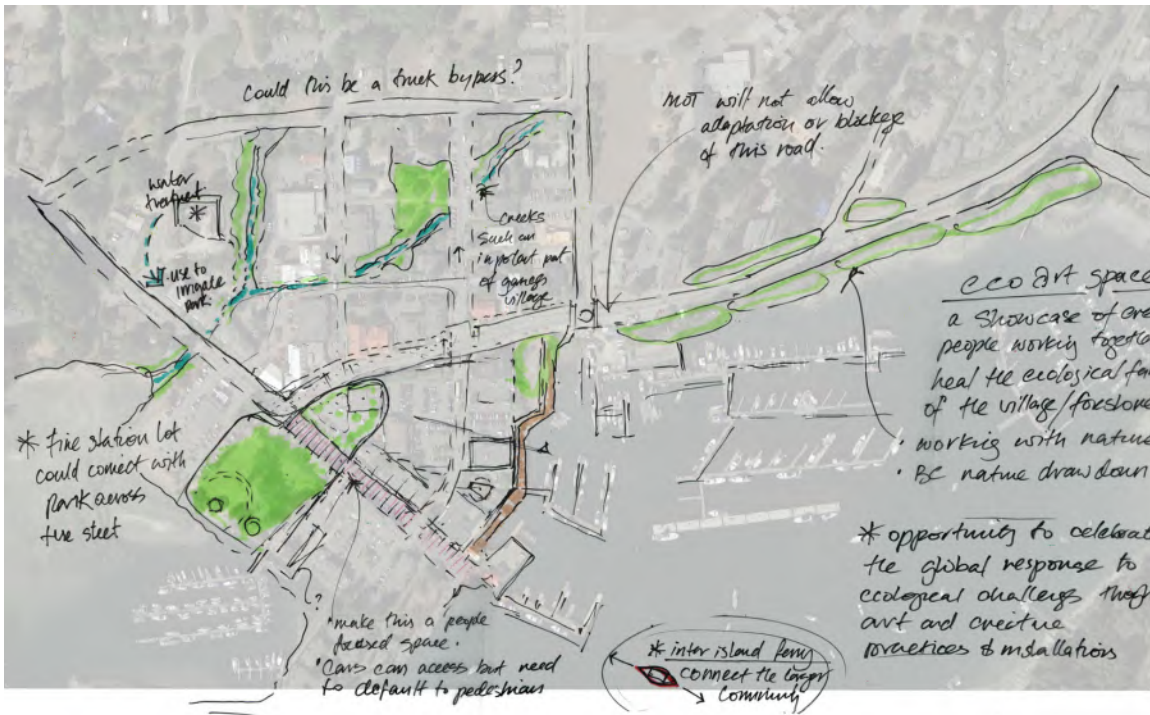 could this be a truck bypass?
MOT will not allow
adaptation or blockage
of this road.
water
treatment
use to
irrigate
park.
creeks
such an
important part
of ganges
village
eco art space
a showcase of
people working
heal the ecological
of the village/foreshore
• working with nature
• BC nature draw down
* fire station lot
could connect with
park across
the street
* opportunity to
the global response to
ecological challenges
art and creative
practices & installations
?
• make this a people
focused space.
• Cars can access but need
to default to pedestrian
* inter island ferry
connect the larger
community